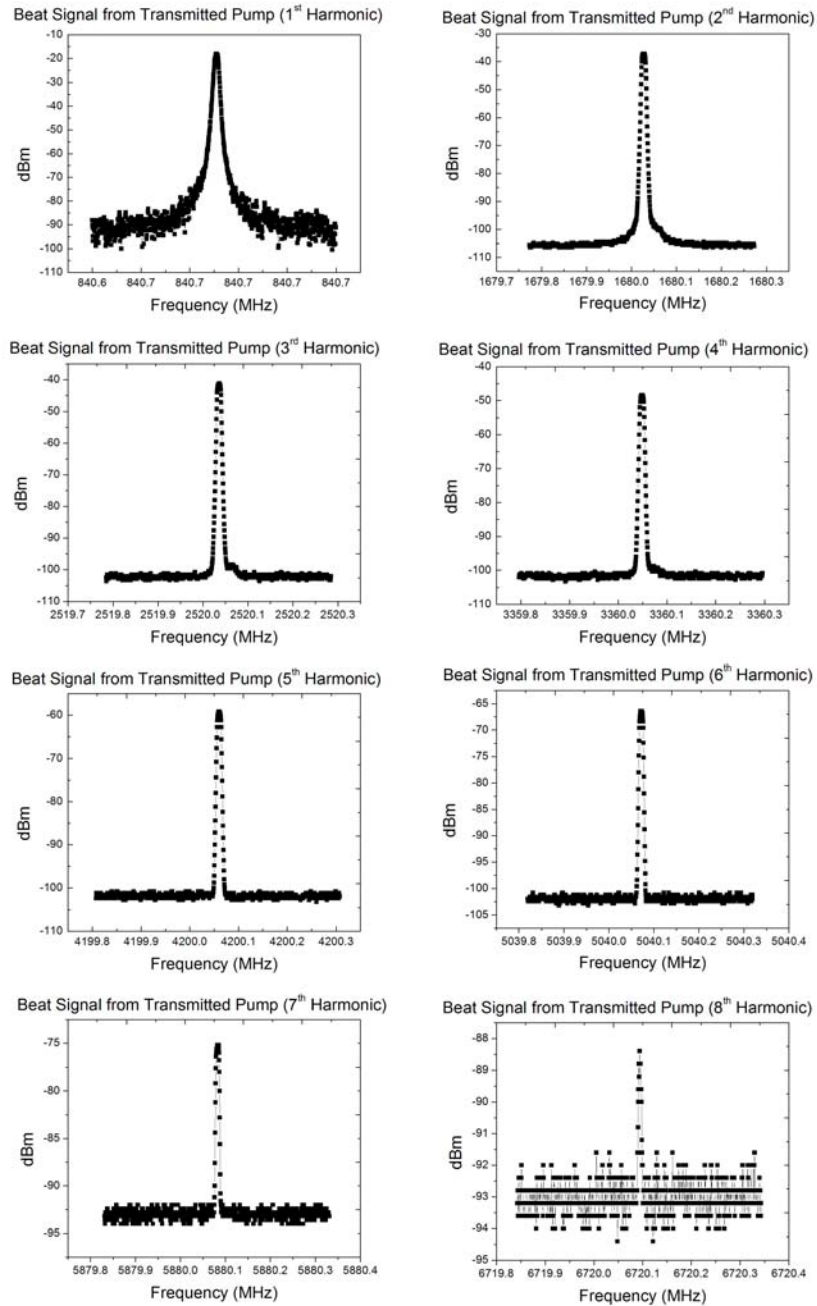 Beat Signal from Transmitted Pump (1st Harmonic)
-10
-20
-30
-40
-50
-60
-70
-80
-90
-100
-110
dBm
840.6 840.7 840.7 840.7 840.7 840.7
Frequency (MHz)
Beat Signal from Transmitted Pump (2nd Harmonic)
-30
-40
-50
-60
-70
-80
-90
-100
-110
dBm
1679.7 1679.8 1679.9 1680.0 1680.1 1680.2 1680.3
Frequency (MHz)
Beat Signal from Transmitted Pump (3rd Harmonic)
-40
-50
-60
-70
-80
-90
-100
-110
dBm
2519.7 2519.8 2519.9 2520.0 2520.1 2520.2 2520.3
Frequency (MHz)
Beat Signal from Transmitted Pump (4th Harmonic)
-40
-50
-60
-70
-80
-90
-100
-110
dBm
3359.8 3359.9 3360.0 3360.1 3360.2 3360.3
Frequency (MHz)
Beat Signal from Transmitted Pump (5th Harmonic)
-60
-70
-80
-90
-100
-110
dBm
4199.8 4199.9 4200.0 4200.1 4200.2 4200.3
Frequency (MHz)
Beat Signal from Transmitted Pump (6th Harmonic)
-65
-70
-75
-80
-85
-90
-95
-100
-105
dBm
5039.8 5039.9 5040.0 5040.1 5040.2 5040.3 5040.4
Frequency (MHz)
Beat Signal from Transmitted Pump (7th Harmonic)
-75
-80
-85
-90
-95
dBm
5879.8 5879.9 5880.0 5880.1 5880.2 5880.3 5880.4
Frequency (MHz)
Beat Signal from Transmitted Pump (8th Harmonic)
-88
-89
-90
-91
-92
-93
-94
-95
dBm
6719.8 6719.9 6720.0 6720.1 6720.2 6720.3 6720.4
Frequency (MHz)